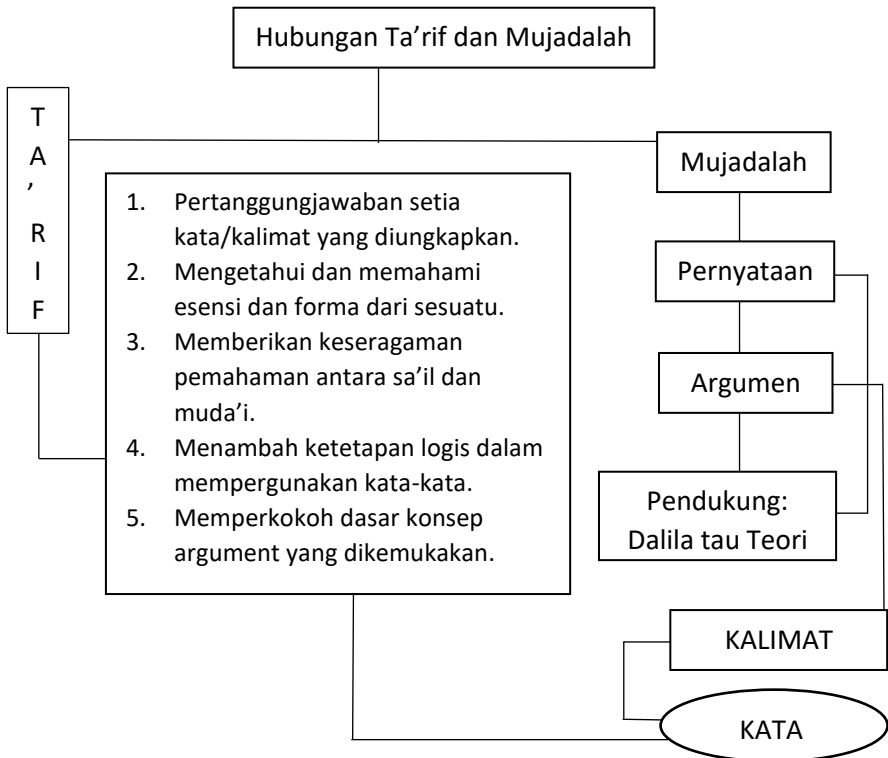 Hubungan Ta’rif dan Mujadalah
T
A
’
R
I
F
1. Pertanggungjawaban setia
kata/kalimat yang diungkapkan.
2. Mengetahui dan memahami
esensi dan forma dari sesuatu.
3. Memberikan keseragaman
pemahaman antara sa’il dan
muda’i.
4. Menambah ketetapan logis dalam
mempergunakan kata-kata.
5. Memperkokoh dasar konsep
argument yang dikemukakan.
Mujadalah
Pernyataan
Argumen
Pendukung:
Dalila tau Teori
KALIMAT
KATA